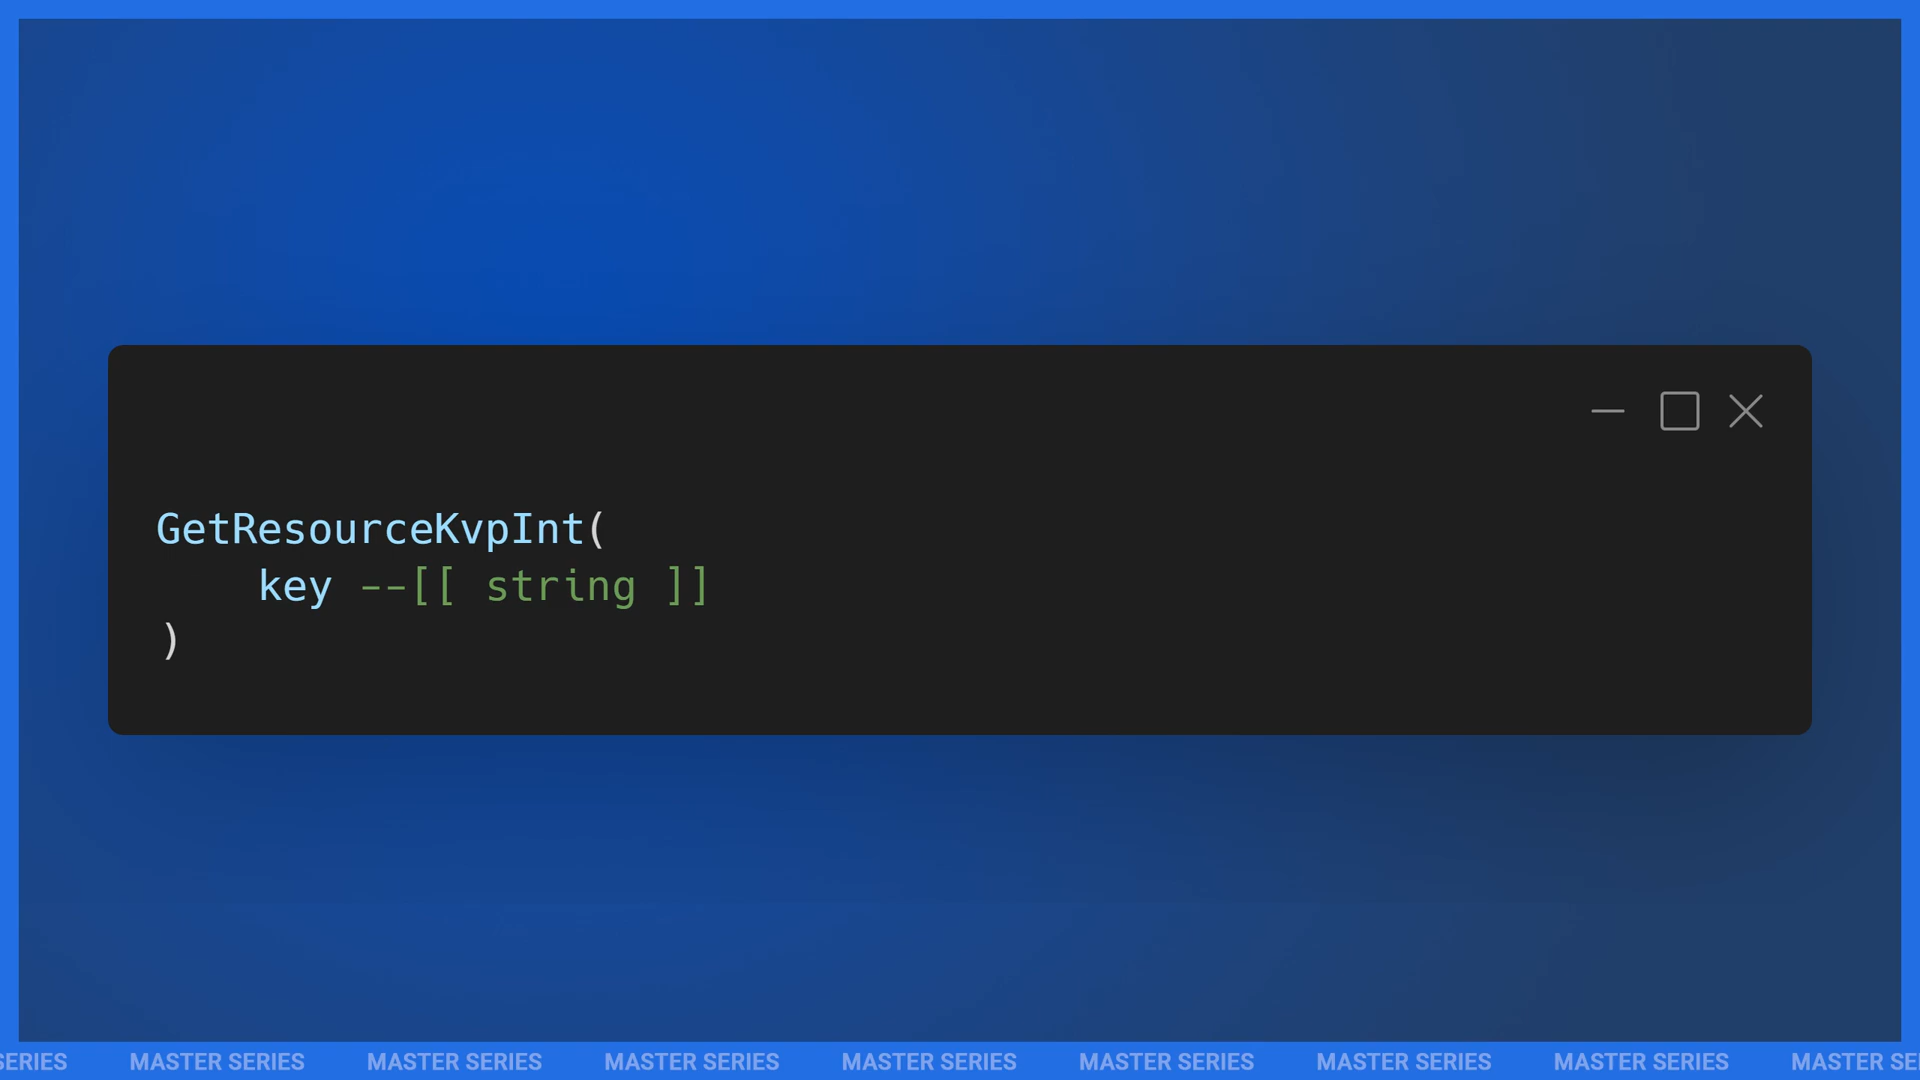 GetResourceKvpInt(
    key --[[ string ]]
)
SERIES MASTER SERIES MASTER SERIES MASTER SERIES MASTER SERIES MASTER SERIES MASTER SERIES MASTER SERIES MASTER SE